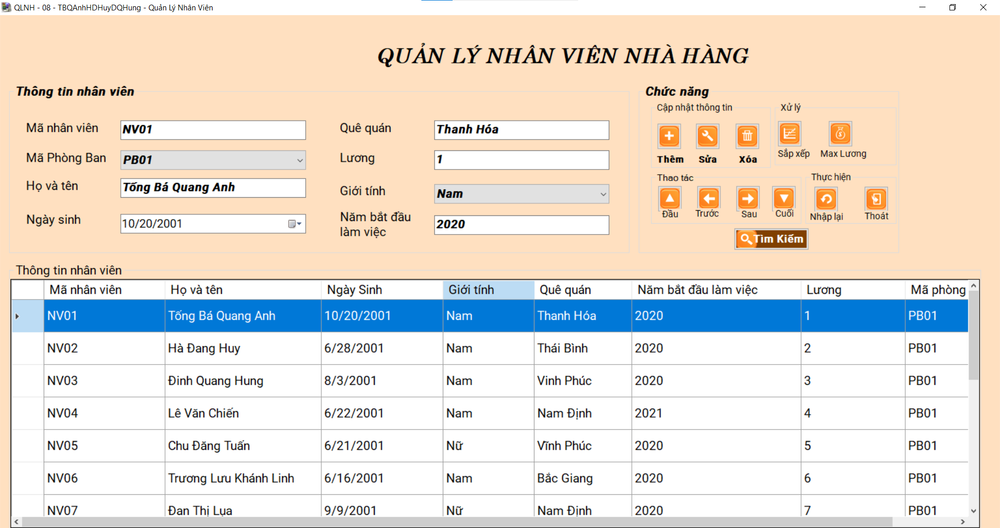 QLNH - 08 - TBQAnhHDHuyDQHung - Quản Lý Nhân Viên
QUẢN LÝ NHÂN VIÊN NHÀ HÀNG
Thông tin nhân viên
Mã nhân viên NV01
Mã Phòng Ban PB01
Họ và tên Tống Bá Quang Anh
Ngày sinh 10/20/2001
Quê quán Thanh Hóa
Lương 1
Giới tính Nam
Năm bắt đầu
làm việc 2020
Chức năng
Cập nhật thông tin
Thêm Sửa Xóa
Xử lý
Sắp xếp Max Lương
Thao tác
Đầu Trước Sau Cuối
Thực hiện
Nhập lại Thoát
Tìm Kiếm
Thông tin nhân viên
Mã nhân viên Họ và tên Ngày Sinh Giới tính Quê quán Năm bắt đầu làm việc Lương Mã phòng
NV01 Tống Bá Quang Anh 10/20/2001 Nam Thanh Hóa 2020 1 PB01
NV02 Hà Đang Huy 6/28/2001 Nam Thái Bình 2020 2 PB01
NV03 Đinh Quang Hung 8/3/2001 Nam Vinh Phúc 2020 3 PB01
NV04 Lê Văn Chiến 6/22/2001 Nam Nam Định 2021 4 PB01
NV05 Chu Đăng Tuấn 6/21/2001 Nữ Vĩnh Phúc 2020 5 PB01
NV06 Trương Lưu Khánh Linh 6/16/2001 Nam Bắc Giang 2020 6 PB01
NV07 Đan Thị Lụa 9/9/2001 Nữ Nam Định 2020 7 PB01